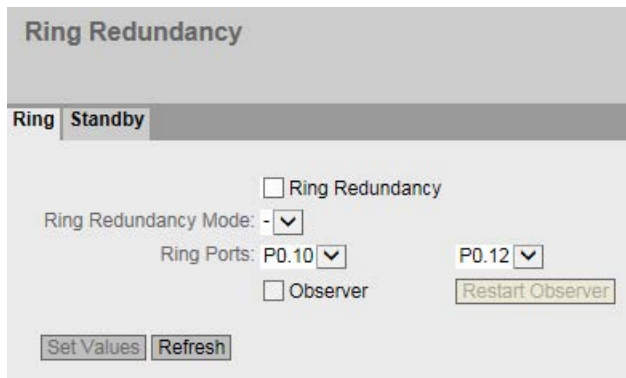 Ring Redundancy
Ring Standby
Ring Redundancy
Ring Redundancy Mode: -
Ring Ports: P0.10 P0.12
Observer Restart Observer
Set Values Refresh